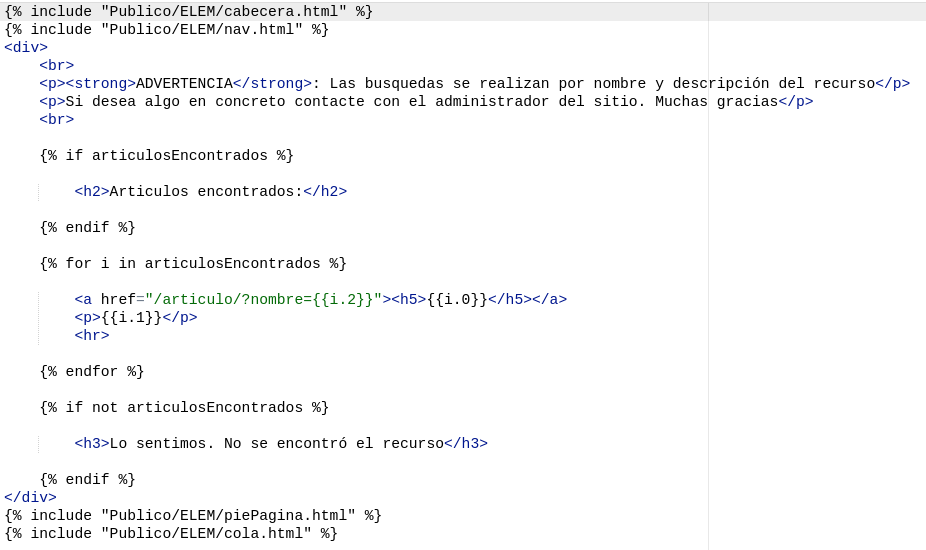 {% include "Publico/ELEM/cabecera.html" %}
{% include "Publico/ELEM/nav.html" %}
<div>
    <br>
    <p><strong>ADVERTENCIA</strong>: Las busquedas se realizan por nombre y descripción del recurso</p>
    <p>Si desea algo en concreto contacte con el administrador del sitio. Muchas gracias</p>
    <br>
    {% if articulosEncontrados %}
        <h2>Articulos encontrados:</h2>
    {% endif %}
    {% for i in articulosEncontrados %}
        <a href="/articulo/?nombre={{i.2}}"><h5>{{i.0}}</h5></a>
        <p>{{i.1}}</p>
        <hr>
    {% endfor %}
    {% if not articulosEncontrados %}
        <h3>Lo sentimos. No se encontró el recurso</h3>
    {% endif %}
</div>
{% include "Publico/ELEM/piePagina.html" %}
{% include "Publico/ELEM/cola.html" %}